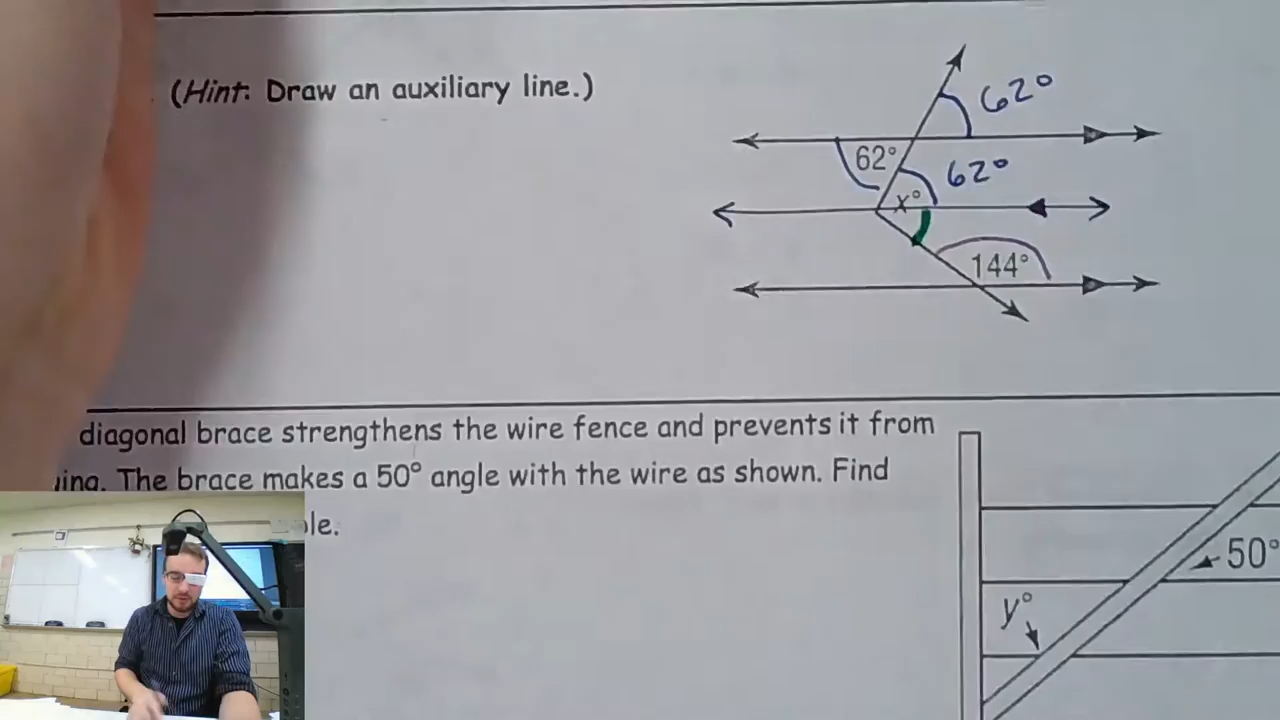 (Hint: Draw an auxiliary line.)
62°
62°
62°
x°
144°
diagonal brace strengthens the wire fence and prevents it from
The brace makes a 50° angle with the wire as shown. Find
50°
y°